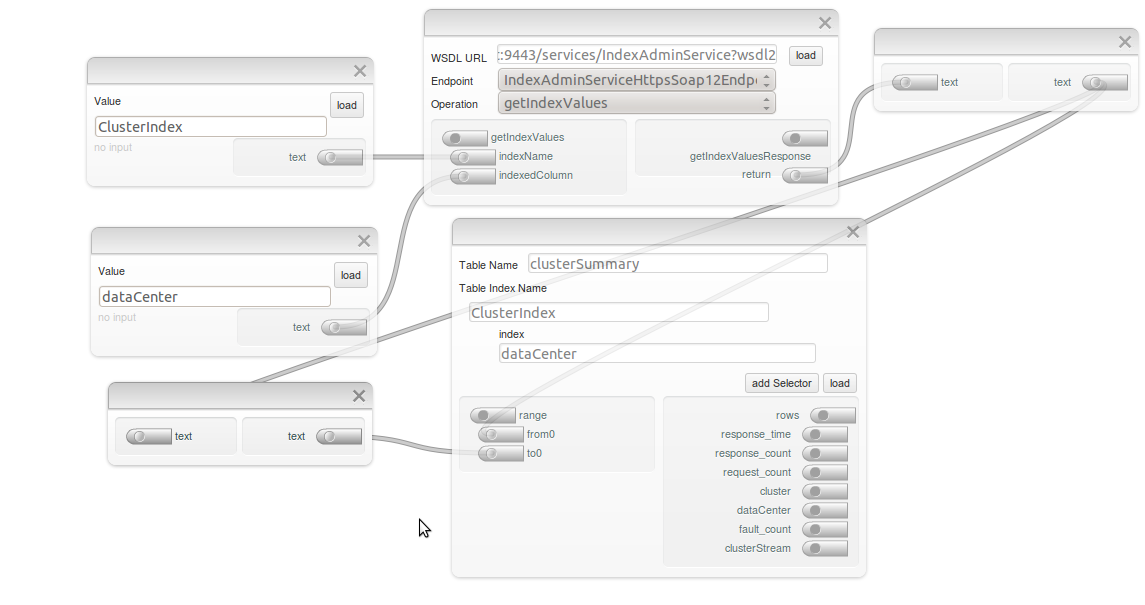 Value
load
ClusterIndex
no input
text
WSDL URL :9443/services/IndexAdminService?wsdl2 load
Endpoint IndexAdminServiceHttpsSoap12Endp
Operation getIndexValues
getIndexValues
indexName
indexedColumn
getIndexValuesResponse
return
text text
Value
load
dataCenter
no input
text
text text
Table Name clusterSummary
Table Index Name
ClusterIndex
index
dataCenter
add Selector load
range
from0
to0
rows
response_time
response_count
request_count
cluster
dataCenter
fault_count
clusterStream